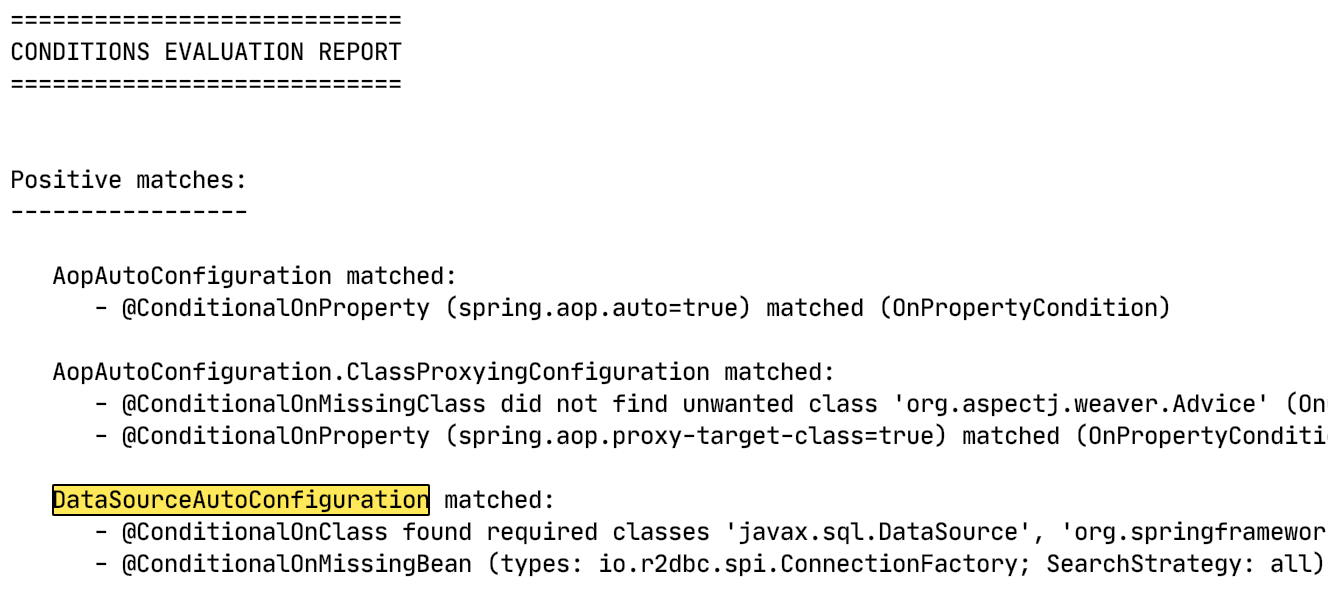 ============================
CONDITIONS EVALUATION REPORT
============================
Positive matches:
-----------------
AopAutoConfiguration matched:
- @ConditionalOnProperty (spring.aop.auto=true) matched (OnPropertyCondition)
AopAutoConfiguration.ClassProxyingConfiguration matched:
- @ConditionalOnMissingClass did not find unwanted class 'org.aspectj.weaver.Advice' (On
- @ConditionalOnProperty (spring.aop.proxy-target-class=true) matched (OnPropertyConditi
DataSourceAutoConfiguration matched:
- @ConditionalOnClass found required classes 'javax.sql.DataSource', 'org.springframewor
- @ConditionalOnMissingBean (types: io.r2dbc.spi.ConnectionFactory; SearchStrategy: all)